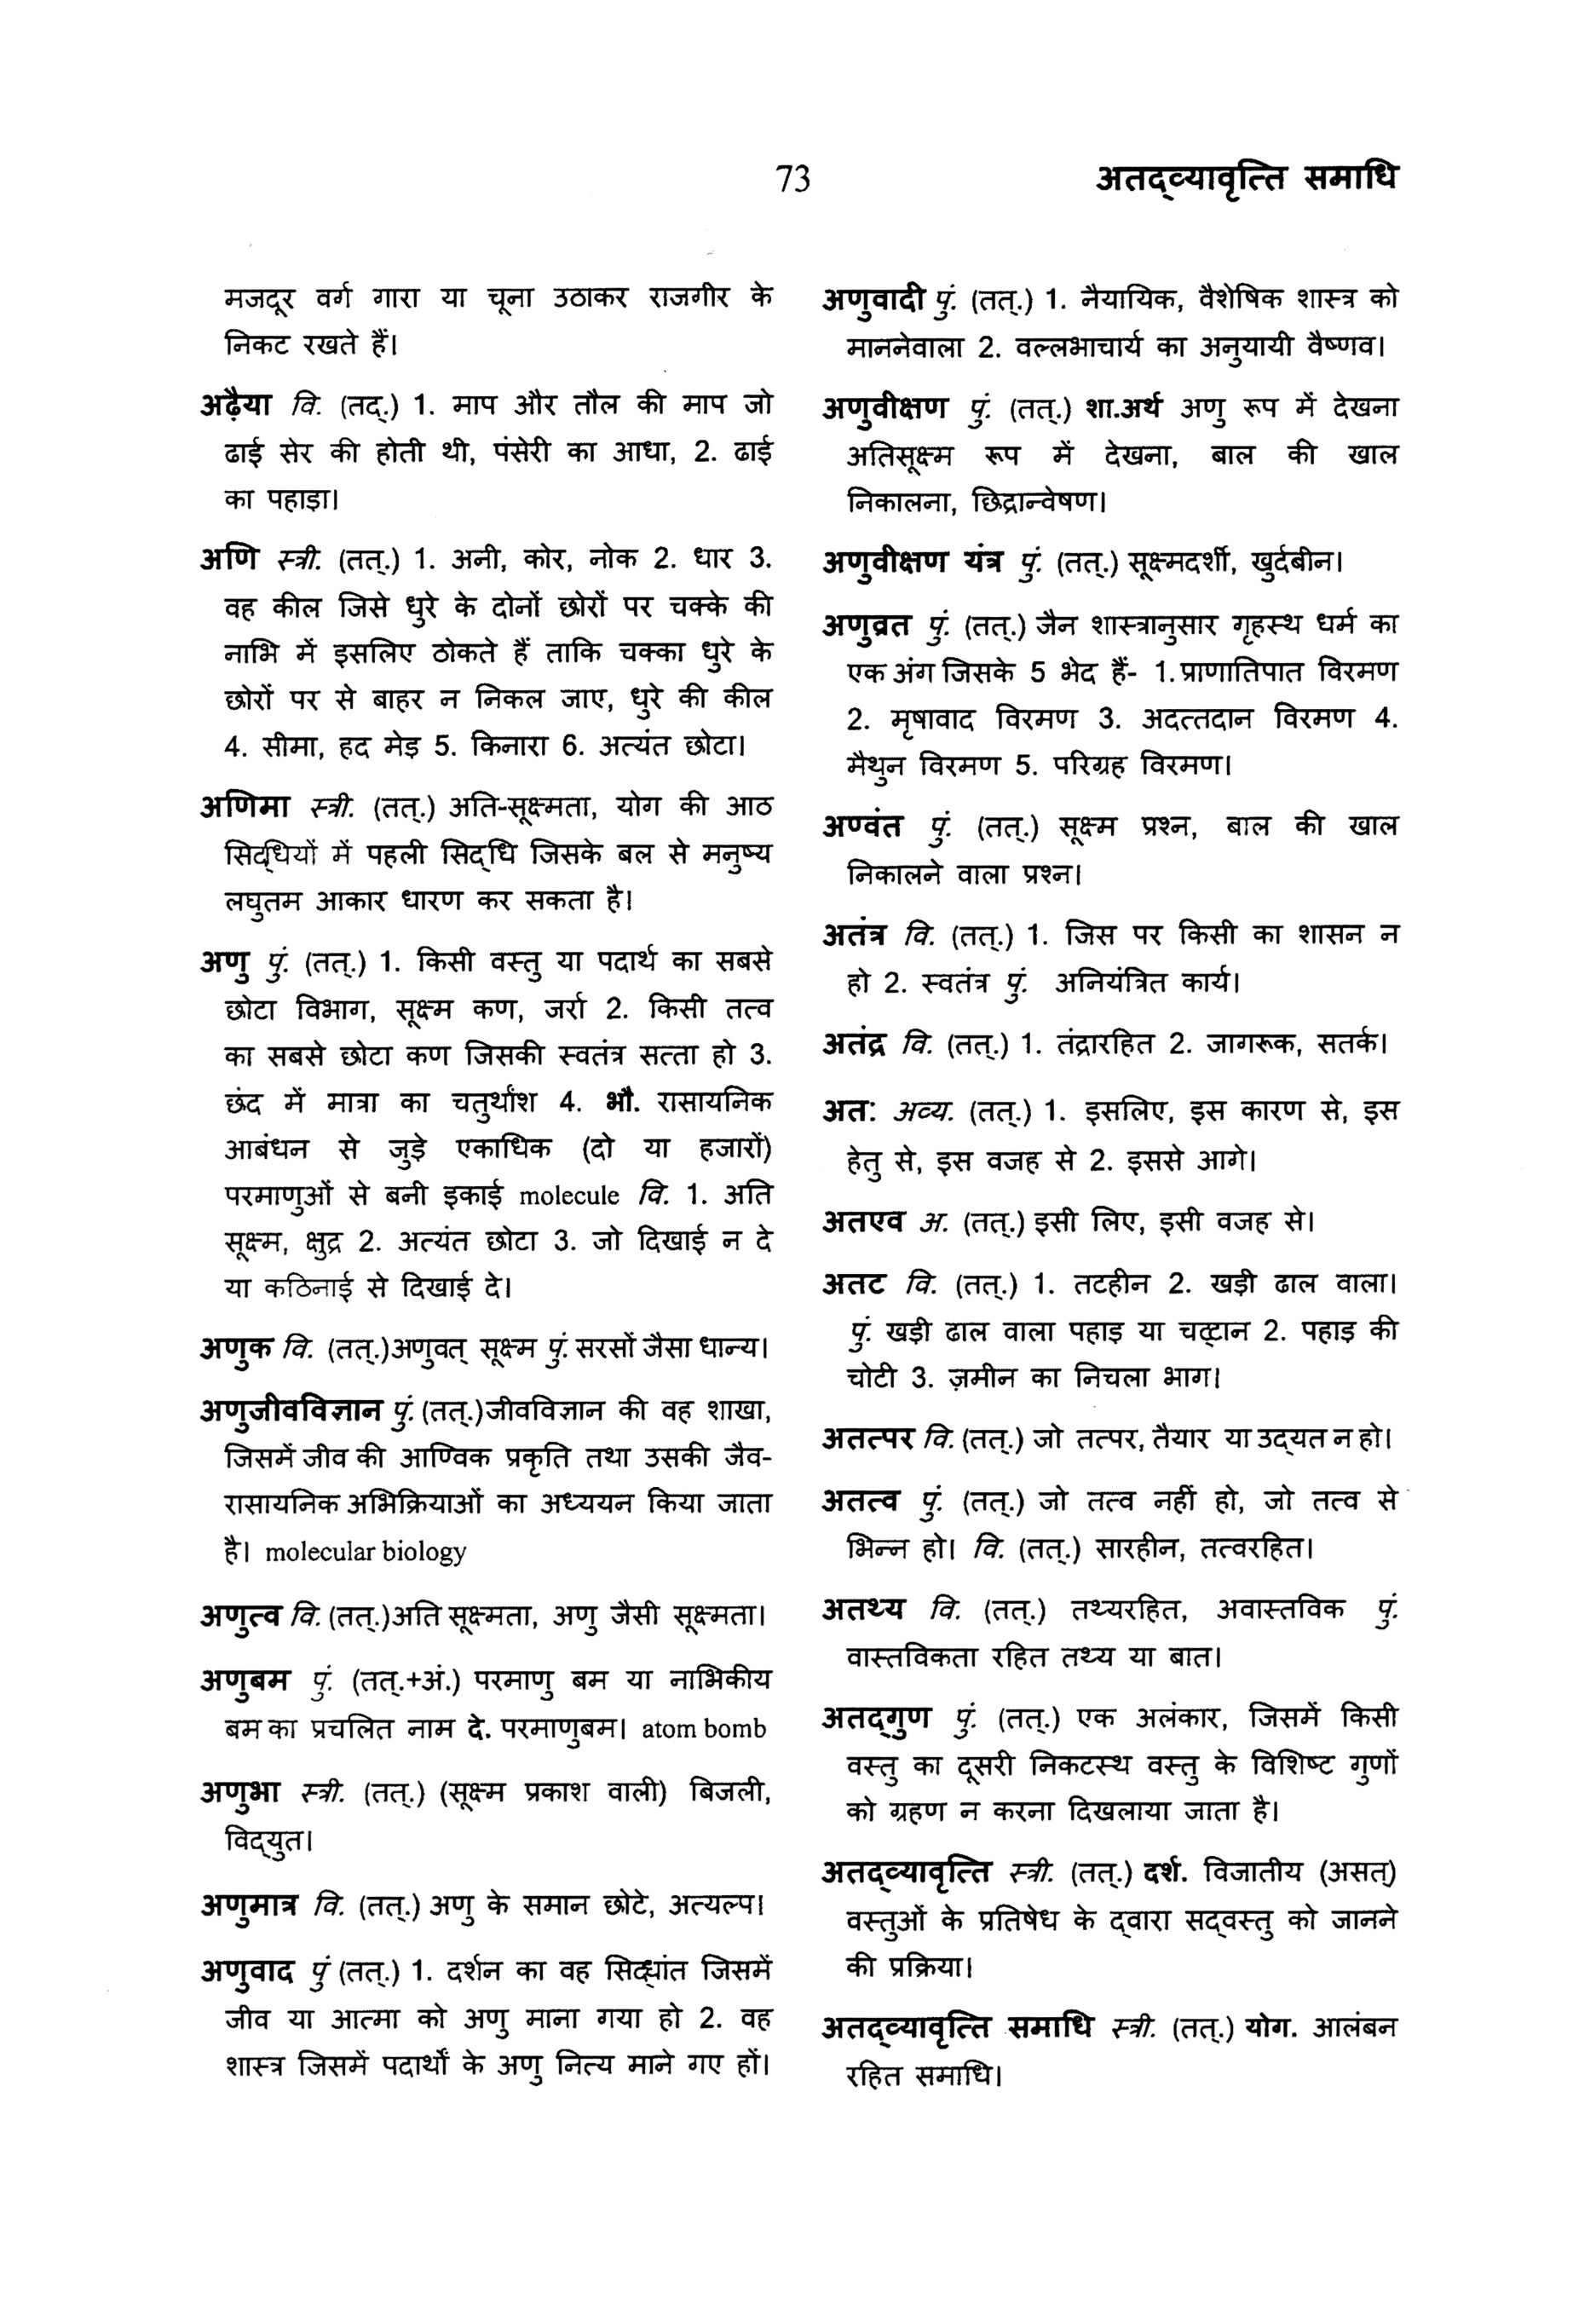 73
अतद्‌व्यावृत्ति समाधि
मजदूर वर्ग गारा या चूना उठाकर राजगीर के
निकट रखते हैं।
अढ़ैया वि. (तद्.) 1. माप और तौल की माप जो
ढाई सेर की होती थी, पंसेरी का आधा, 2. ढाई
का पहाड़ा।
अणि स्त्री. (तत्.) 1. अनी, कोर, नोक 2. धार 3.
वह कील जिसे धुरे के दोनों छोरों पर चक्के की
नाभि में इसलिए ठोकते हैं ताकि चक्का धुरे के
छोरों पर से बाहर न निकल जाए, धुरे की कील
4. सीमा, हद मेड़ 5. किनारा 6. अत्यंत छोटा।
अणिमा स्त्री. (तत्.) अति-सूक्ष्मता, योग की आठ
सिद्‌धियों में पहली सिद्‌धि जिसके बल से मनुष्य
लघुतम आकार धारण कर सकता है।
अणु पुं. (तत्.) 1. किसी वस्तु या पदार्थ का सबसे
छोटा विभाग, सूक्ष्म कण, जर्रा 2. किसी तत्व
का सबसे छोटा कण जिसकी स्वतंत्र सत्ता हो 3.
छंद में मात्रा का चतुर्थांश 4. भौ. रासायनिक
आबंधन से जुड़े एकाधिक (दो या हजारों)
परमाणुओं से बनी इकाई molecule वि. 1. अति
सूक्ष्म, क्षुद्र 2. अत्यंत छोटा 3. जो दिखाई न दे
या कठिनाई से दिखाई दे।
अणुक वि. (तत्.)अणुवत् सूक्ष्म पुं. सरसों जैसा धान्य।
अणुजीवविज्ञान पुं. (तत्.)जीवविज्ञान की वह शाखा,
जिसमें जीव की आण्विक प्रकृति तथा उसकी जैव-
रासायनिक अभिक्रियाओं का अध्ययन किया जाता
है। molecular biology
अणुत्व वि. (तत्.)अति सूक्ष्मता, अणु जैसी सूक्ष्मता।
अणुबम पुं. (तत्.+अं.) परमाणु बम या नाभिकीय
बम का प्रचलित नाम दे. परमाणुबम। atom bomb
अणुभा स्त्री. (तत्.) (सूक्ष्म प्रकाश वाली) बिजली,
विद्‌युत।
अणुमात्र वि. (तत्.) अणु के समान छोटे, अत्यल्प।
अणुवाद पुं (तत्.) 1. दर्शन का वह सिद्‌धांत जिसमें
जीव या आत्मा को अणु माना गया हो 2. वह
शास्त्र जिसमें पदार्थों के अणु नित्य माने गए हों।
अणुवादी पुं. (तत्.) 1. नैयायिक, वैशेषिक शास्त्र को
माननेवाला 2. वल्लभाचार्य का अनुयायी वैष्णव।
अणुवीक्षण पुं. (तत्.) शा.अर्थ अणु रूप में देखना
अतिसूक्ष्म रूप में देखना, बाल की खाल
निकालना, छिद्रान्वेषण।
अणुवीक्षण यंत्र पुं. (तत्.) सूक्ष्मदर्शी, खुर्दबीन।
अणुव्रत पुं. (तत्.) जैन शास्त्रानुसार गृहस्थ धर्म का
एक अंग जिसके 5 भेद हैं- 1. प्राणातिपात विरमण
2. मृषावाद विरमण 3. अदत्तदान विरमण 4.
मैथुन विरमण 5. परिग्रह विरमण।
अण्वंत पुं. (तत्.) सूक्ष्म प्रश्न, बाल की खाल
निकालने वाला प्रश्न।
अतंत्र वि. (तत्.) 1. जिस पर किसी का शासन न
हो 2. स्वतंत्र पुं. अनियंत्रित कार्य।
अतंद्र वि. (तत्.) 1. तंद्रारहित 2. जागरूक, सतर्क।
अत: अव्य. (तत्.) 1. इसलिए, इस कारण से, इस
हेतु से, इस वजह से 2. इससे आगे।
अतएव अ. (तत्.) इसी लिए, इसी वजह से।
अतट वि. (तत्.) 1. तटहीन 2. खड़ी ढाल वाला।
पुं. खड़ी ढाल वाला पहाड़ या चट्‌टान 2. पहाड़ की
चोटी 3. ज़मीन का निचला भाग।
अतत्पर वि. (तत्.) जो तत्पर, तैयार या उद्‌यत न हो।
अतत्व पुं. (तत्.) जो तत्व नहीं हो, जो तत्व से
भिन्न हो। वि. (तत्.) सारहीन, तत्वरहित।
अतथ्य वि. (तत्.) तथ्यरहित, अवास्तविक पुं.
वास्तविकता रहित तथ्य या बात।
अतद्‌गुण पुं. (तत्.) एक अलंकार, जिसमें किसी
वस्तु का दूसरी निकटस्थ वस्तु के विशिष्ट गुणों
को ग्रहण न करना दिखलाया जाता है।
अतद्‌व्यावृत्ति स्त्री. (तत्.) दर्श. विजातीय (असत्)
वस्तुओं के प्रतिषेध के द्‌वारा सद्‌वस्तु को जानने
की प्रक्रिया।
अतद्‌व्यावृत्ति समाधि स्त्री. (तत्.) योग. आलंबन
रहित समाधि।